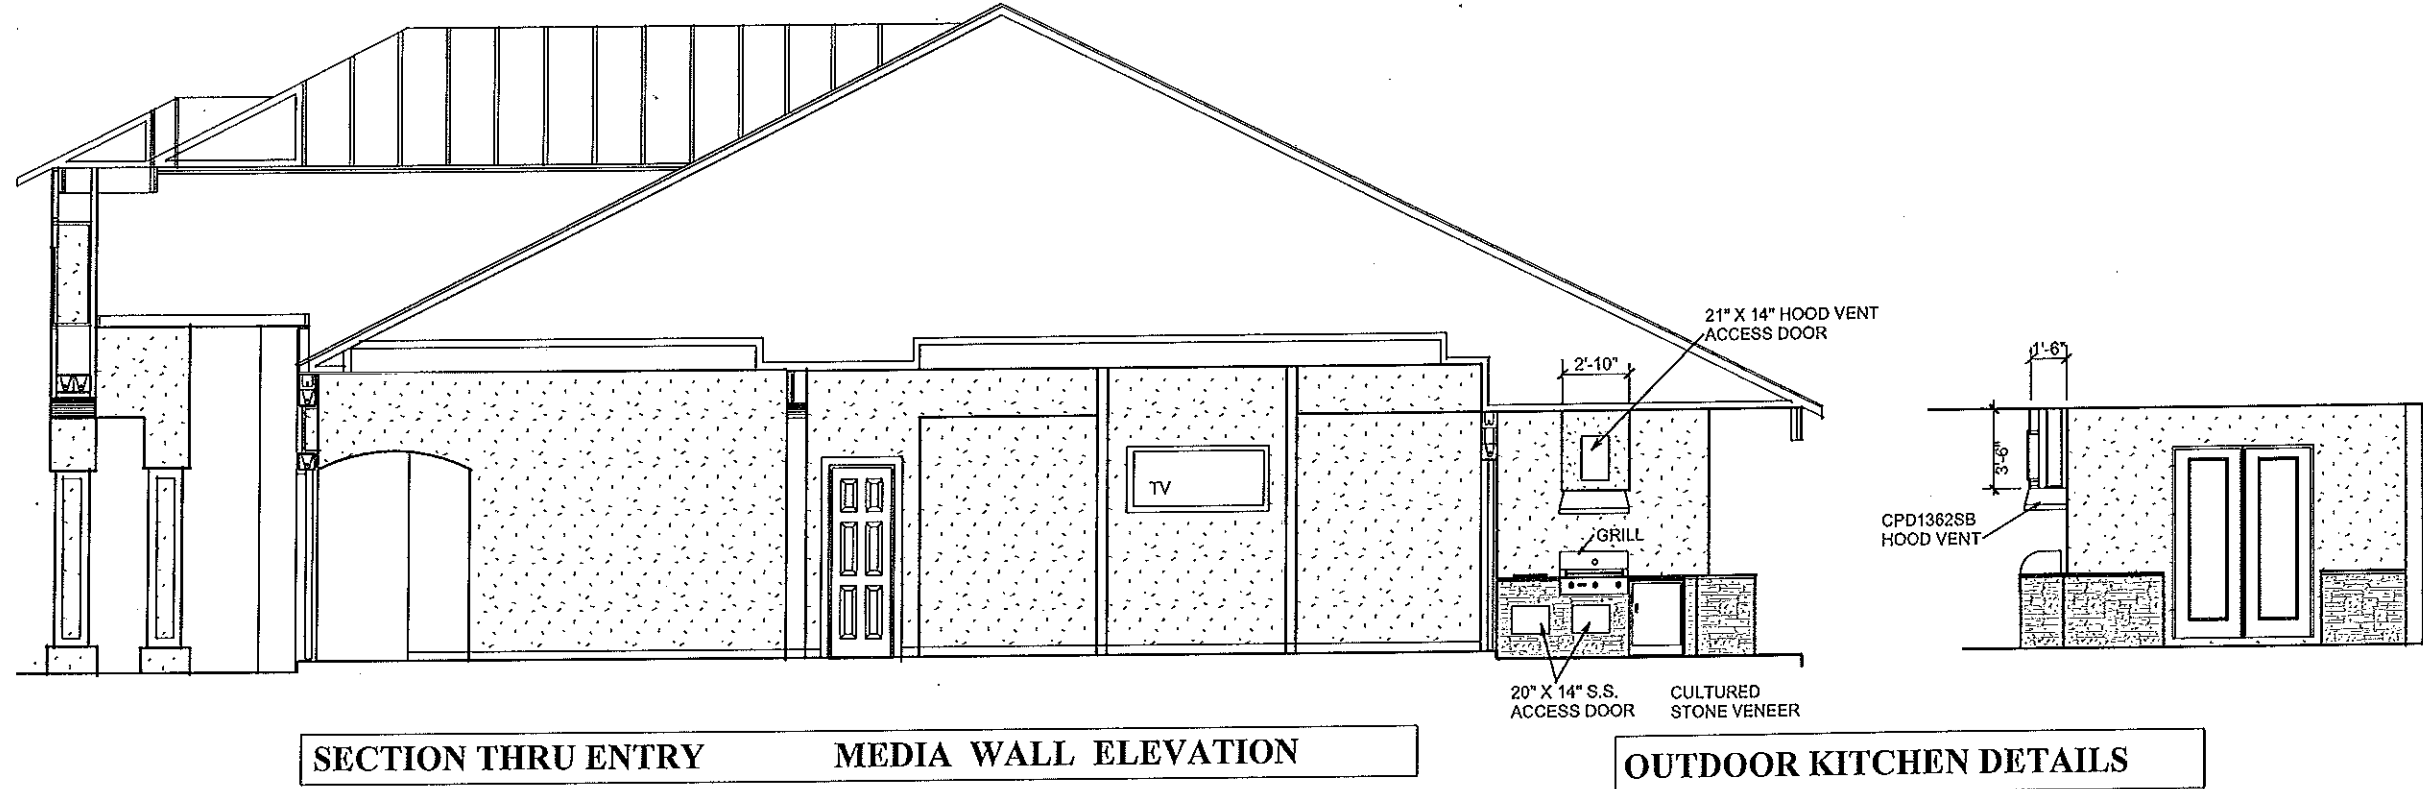 21" X 14" HOOD VENT
ACCESS DOOR
2'-10"
1'-6"
3'-6"
TV
GRILL
CPD1362SB
HOOD VENT
20" X 14" S.S.
ACCESS DOOR
CULTURED
STONE VENEER
SECTION THRU ENTRY
MEDIA WALL ELEVATION
OUTDOOR KITCHEN DETAILS